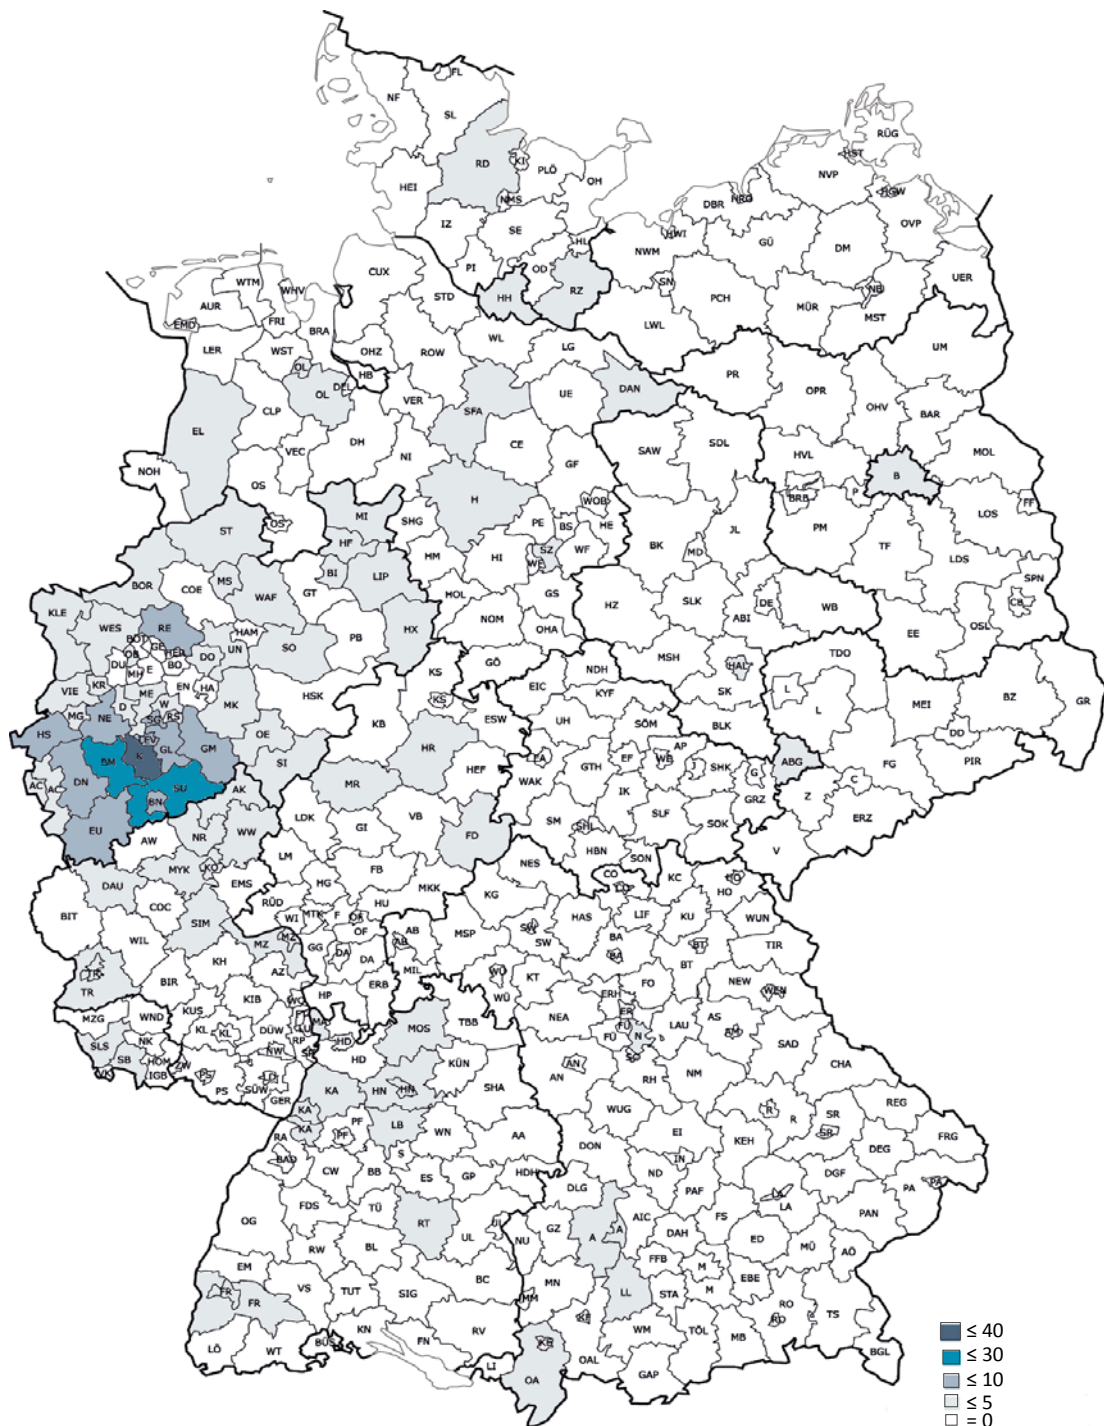 FL
NF
SL
RÜG
RD
KI
PLÖ
HST
NVP
HEI
OH
NMS
DBR
HRO
HGW
IZ
SE
OVP
HWI
GÜ
DM
HL
NWM
CUX
PI
OD
UER
WTM
WHV
SN
RZ
NB
AUR
STD
HH
PCH
MÜR
MST
FRI
LWL
EMD
BRA
WL
LER
WST
OHZ
ROW
LG
UM
OL
HB
PR
DEL
OL
UE
DAN
OPR
VER
CLP
SFA
OHV
BAR
EL
DH
CE
SAW
SDL
VEC
NI
HVL
MOL
NOH
GF
B
OS
H
WOB
BRB
P
FF
OS
MI
SHG
PE
BS
HE
PM
LOS
ST
HF
JL
TF
HM
HI
SZ
WF
BK
MD
LDS
WE
BOR
COE
MS
BI
LIP
SPN
WAF
GT
HOL
GS
HZ
SLK
DE
WB
CB
KLE
ABI
OSL
WES
RE
HX
NOM
OHA
EE
BOT
GE
HAM
PB
TDO
OB
HER
DO
UN
SO
GÖ
MSH
HAL
DU
MH
E
BO
KS
NDH
EN
HA
EIC
SK
L
VIE
KR
ME
HSK
KYF
MEI
BZ
D
W
MK
KS
L
GR
MG
NE
SG
RS
KB
ESW
UH
SÖM
BLK
HS
LEV
OE
DD
BM
K
GL
GM
HR
EA
EF
AP
WE
ABG
FG
PIR
SI
HEF
WAK
GTH
J
SHK
G
C
DN
AC
AC
SU
AK
MR
IK
GRZ
Z
BN
ERZ
EU
LDK
VB
SM
SLF
SOK
AW
NR
WW
GI
FD
SHL
V
HBN
MYK
KO
LM
NES
SON
FB
CO
KC
HO
DAU
EMS
HG
KG
CO
HO
MKK
COC
RÜD
HU
BIT
WI
MTK
F
OF
HAS
LIF
KU
WUN
SIM
OF
AB
MSP
SW
WIL
MZ
MZ
GG
AB
SW
BA
BT
TIR
DA
DA
BA
BT
KH
AZ
MIL
WÜ
KT
TR
BIR
ERB
NEW
WEN
TR
HP
WÜ
ERH
FO
KIB
WO
MZG
WND
KUS
FT
MA
MOS
TBB
NEA
ER
LAU
AS
KL
KL
DÜW
LU
FÜ
N
AM
SLS
NK
RP
HD
FÜ
SAD
SB
NW
SP
HD
KÜN
AN
SC
CHA
VK
HOM
IGB
ZW
PS
LD
AN
RH
NM
PS
SÜW
KA
HN
HN
SHA
GER
WUG
R
REG
KA
R
SR
LB
EI
KA
PF
WN
AA
SR
RA
PF
KEH
FRG
BAD
S
DON
IN
DEG
CW
BB
ES
GP
HDH
ND
DGF
DLG
PAF
PA
PA
FDS
TÜ
LA
LA
RT
AIC
FS
PAN
OG
UL
GZ
A
A
UL
NU
DAH
ED
RW
BL
FFB
MÜ
AÖ
EM
MN
M
EBE
BC
M
VS
TUT
SIG
LL
STA
RO
TS
FR
FR
MM
KF
RO
WM
TÖL
KN
RV
MB
LÖ
WT
BÜS
FN
KE
OAL
BGL
LI
GAP
OA
≤ 40
≤ 30
≤ 10
≤ 5
= 0